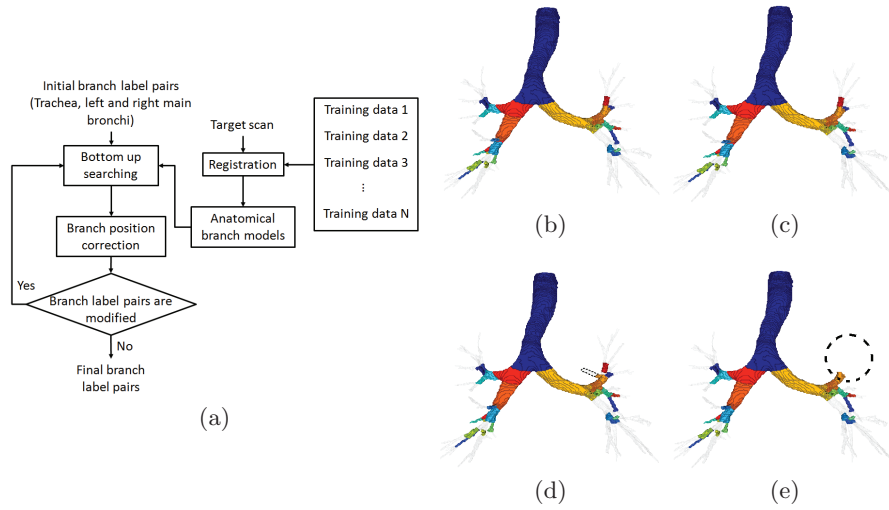 Initial branch label pairs
(Trachea, left and right main
bronchi)
Target scan
Training data 1
Training data 2
Training data 3
⋮
Training data N
Bottom up
searching
Registration
Branch position
correction
Anatomical
branch models
Yes
Branch label pairs are
modified
No
Final branch
label pairs
(a)
(b)
(c)
(d)
(e)